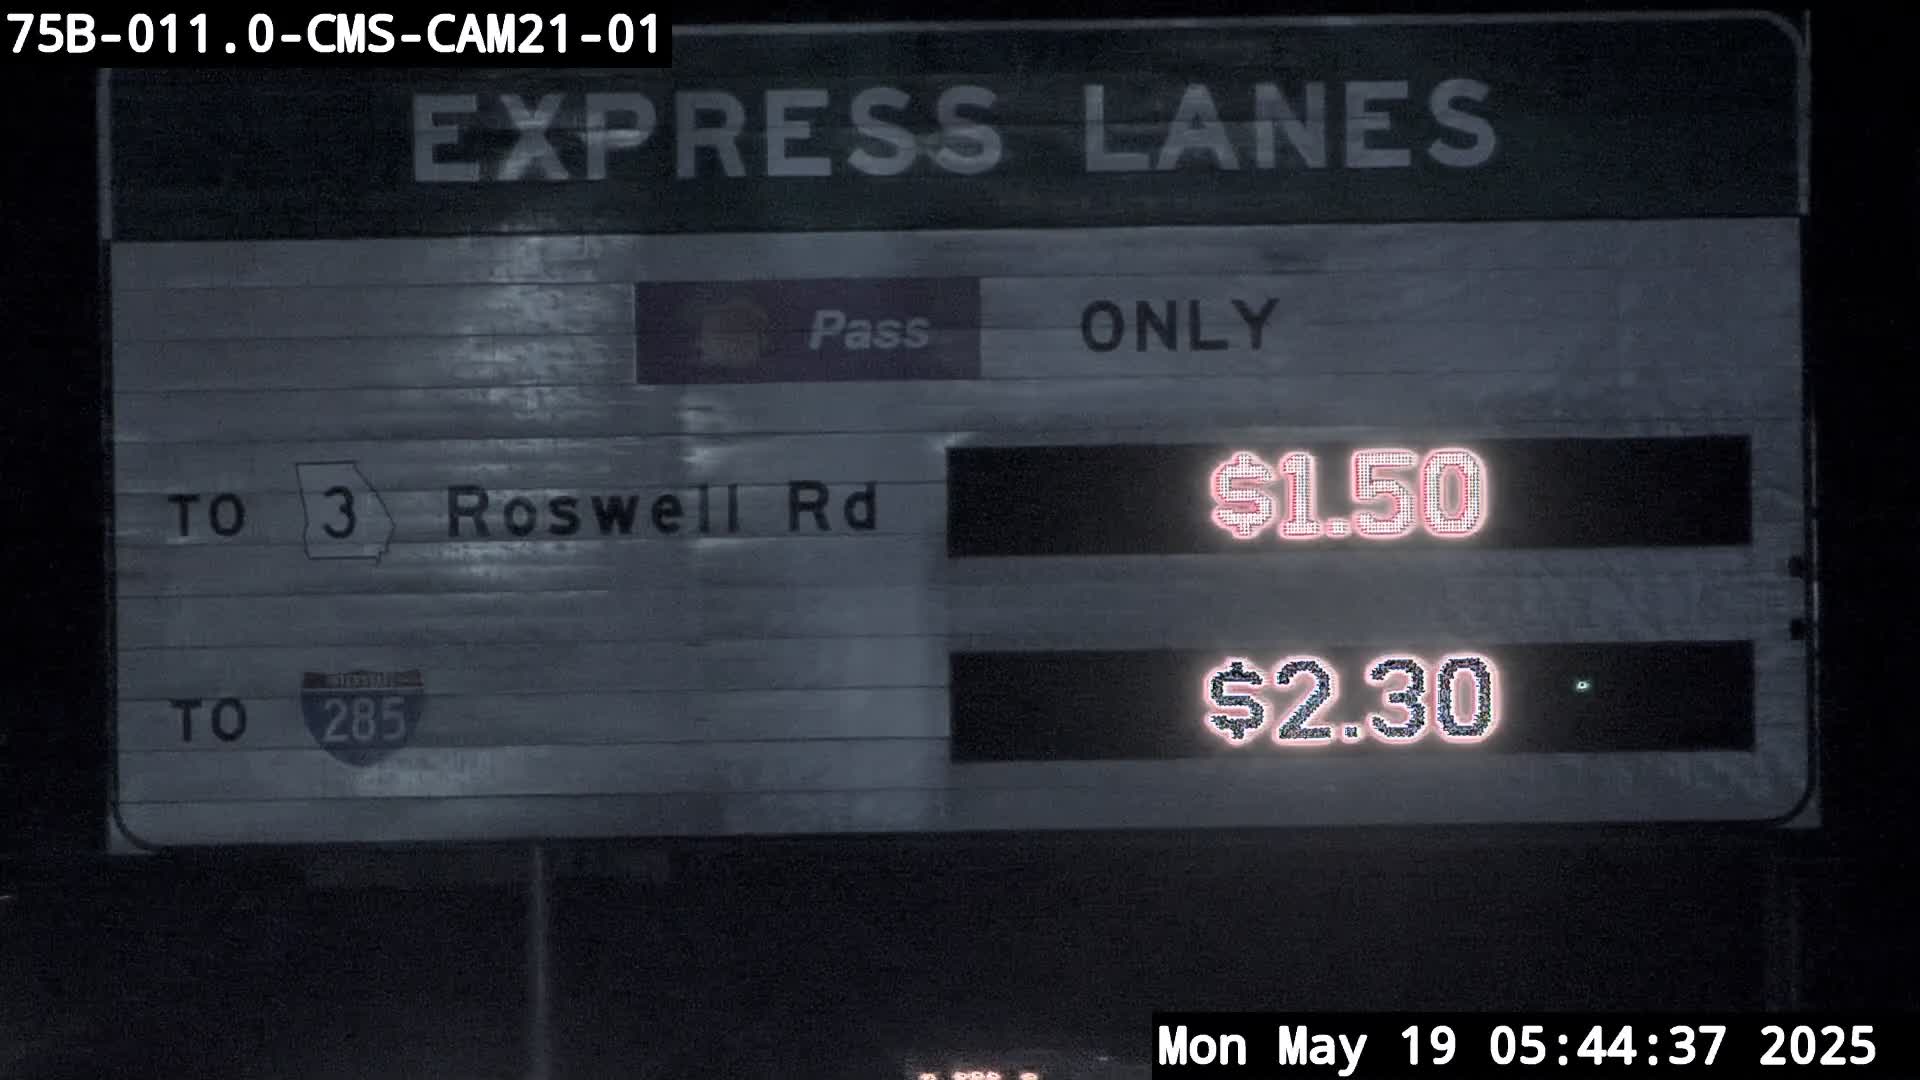 75B-011.0-CMS-CAM21-01
EXPRESS LANES
Pass ONLY
TO 3 Roswell Rd $1.50
TO 285 $2.30
Mon May 19 05:44:37 2025